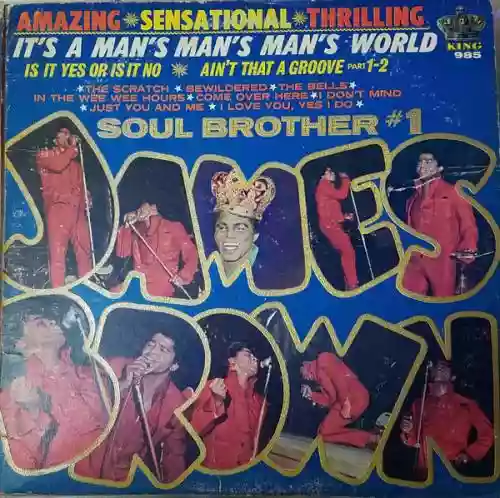 AMAZING * SENSATIONAL * THRILLING
IT'S A MAN'S MAN'S MAN'S WORLD
KING
985
IS IT YES OR IS IT NO * AIN'T THAT A GROOVE PART 1-2
*THE SCRATCH *BEWILDERED *THE BELLS*
IN THE WEE WEE HOURS *COME OVER HERE *I DON'T MIND
*JUST YOU AND ME *I LOVE YOU, YES I DO*
SOUL BROTHER #1
JAMES
BROWN